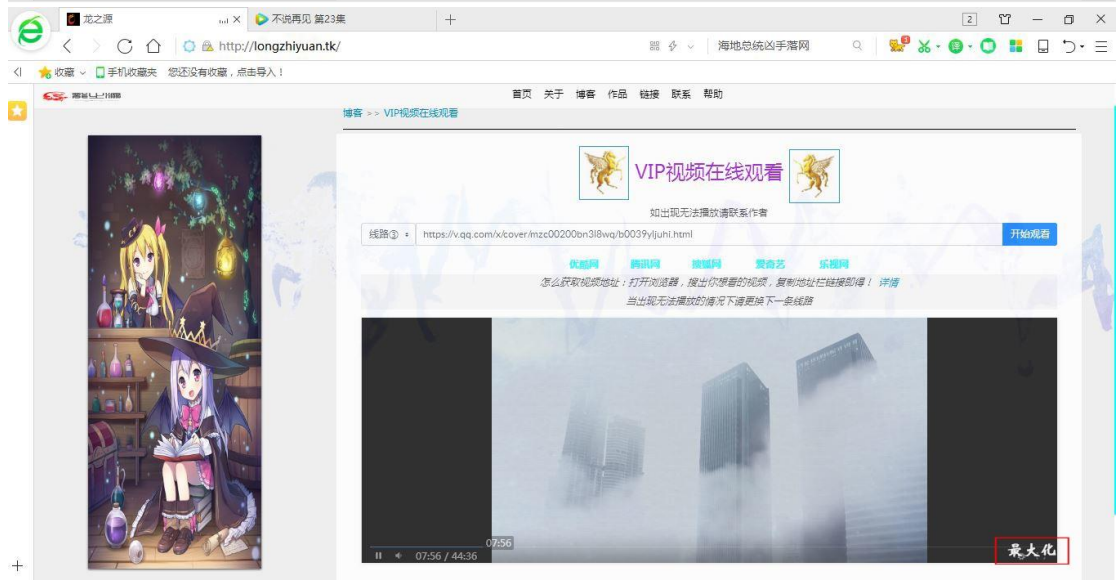 龙之源
不说再见 第23集
2
http://longzhiyuan.tk/
海地总统凶手落网
9
收藏
手机收藏夹
您还没有收藏，点击导入！
首页 关于 博客 作品 链接 联系 帮助
博客 >> VIP视频在线观看
VIP视频在线观看
如出现无法播放请联系作者
线路③
https://v.qq.com/x/cover/mzc00200bn3l8wq/b0039yljuhi.html
开始观看
优酷网 腾讯网 搜狐网 爱奇艺 乐视网
怎么获取视频地址：打开浏览器，搜出你想看的视频，复制地址栏链接即得！ 详情
当出现无法播放的情况下请更换下一条线路
07:56
07:56 / 44:36
最大化